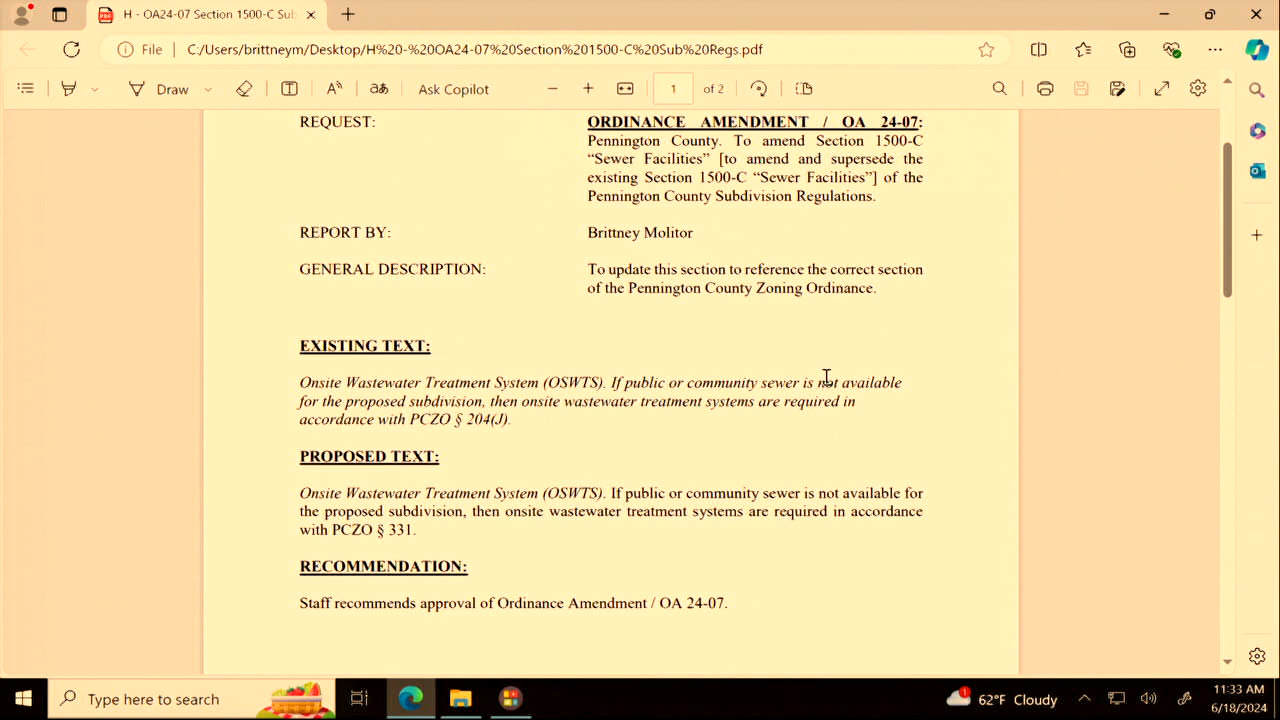 H - OA24-07 Section 1500-C Sub
File
C:/Users/brittneym/Desktop/H%20-%20OA24-07%20Section%201500-C%20Sub%20Regs.pdf
Draw
Ask Copilot
1 of 2
REQUEST:
ORDINANCE AMENDMENT / OA 24-07:
Pennington County. To amend Section 1500-C
“Sewer Facilities” [to amend and supersede the
existing Section 1500-C “Sewer Facilities”] of the
Pennington County Subdivision Regulations.
REPORT BY:
Brittney Molitor
GENERAL DESCRIPTION:
To update this section to reference the correct section
of the Pennington County Zoning Ordinance.
EXISTING TEXT:
Onsite Wastewater Treatment System (OSWTS). If public or community sewer is not available
for the proposed subdivision, then onsite wastewater treatment systems are required in
accordance with PCZO § 204(J).
PROPOSED TEXT:
Onsite Wastewater Treatment System (OSWTS). If public or community sewer is not available for
the proposed subdivision, then onsite wastewater treatment systems are required in accordance
with PCZO § 331.
RECOMMENDATION:
Staff recommends approval of Ordinance Amendment / OA 24-07.
Type here to search
1
62°F Cloudy
11:33 AM
6/18/2024